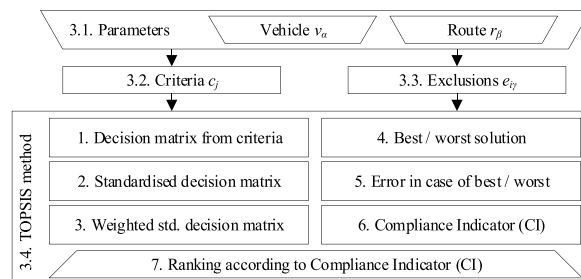 3.1. Parameters
Vehicle vα
Route rβ
3.2. Criteria cj
3.3. Exclusions eiγ
3.4. TOPSIS method
1. Decision matrix from criteria
2. Standardised decision matrix
3. Weighted std. decision matrix
4. Best / worst solution
5. Error in case of best / worst
6. Compliance Indicator (CI)
7. Ranking according to Compliance Indicator (CI)